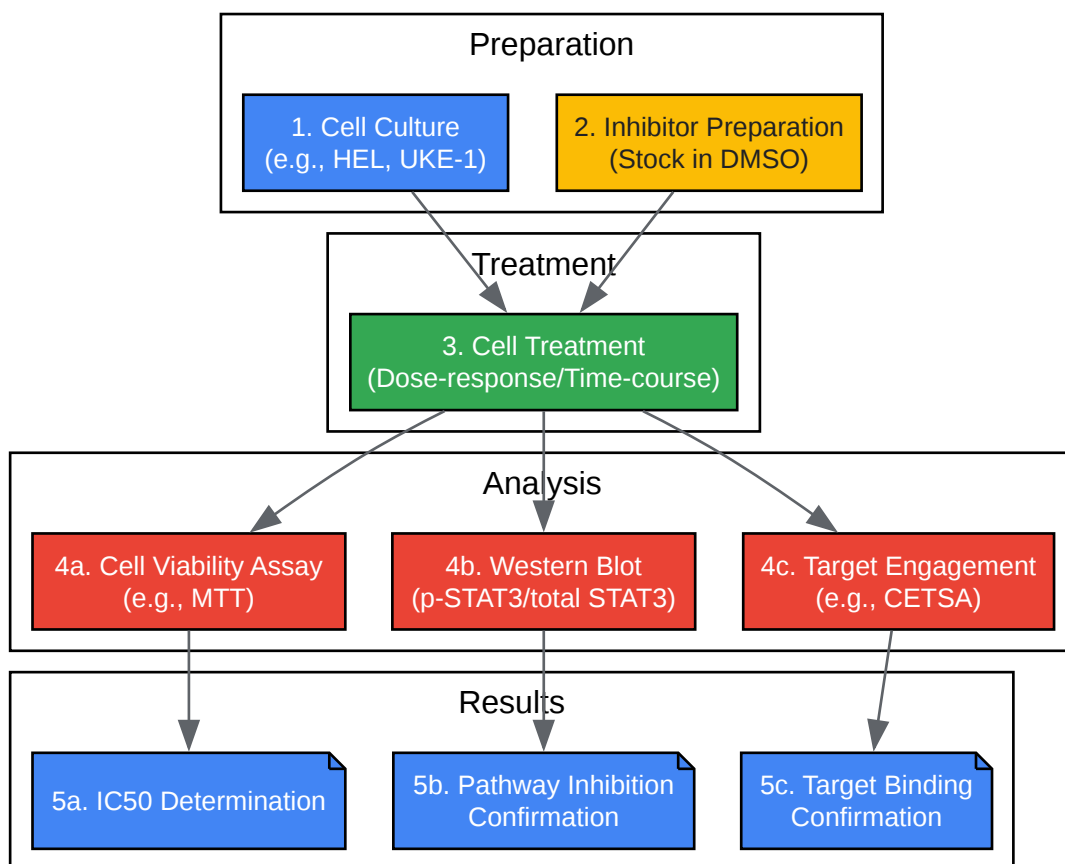 Preparation
1. Cell Culture
(e.g., HEL, UKE-1)
2. Inhibitor Preparation
(Stock in DMSO)
Treatment
3. Cell Treatment
(Dose-response/Time-course)
Analysis
4a. Cell Viability Assay
(e.g., MTT)
4b. Western Blot
(p-STAT3/total STAT3)
4c. Target Engagement
(e.g., CETSA)
Results
5a. IC50 Determination
5b. Pathway Inhibition
Confirmation
5c. Target Binding
Confirmation